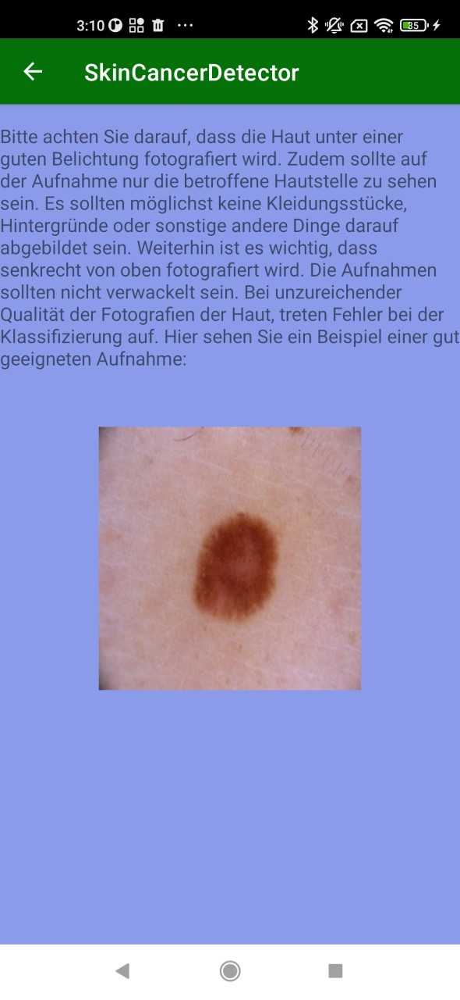 3:10
35
SkinCancerDetector
Bitte achten Sie darauf, dass die Haut unter einer
guten Belichtung fotografiert wird. Zudem sollte auf
der Aufnahme nur die betroffene Hautstelle zu sehen
sein. Es sollten möglichst keine Kleidungsstücke,
Hintergründe oder sonstige andere Dinge darauf
abgebildet sein. Weiterhin ist es wichtig, dass
senkrecht von oben fotografiert wird. Die Aufnahmen
sollten nicht verwackelt sein. Bei unzureichender
Qualität der Fotografien der Haut, treten Fehler bei der
Klassifizierung auf. Hier sehen Sie ein Beispiel einer gut
geeigneten Aufnahme: